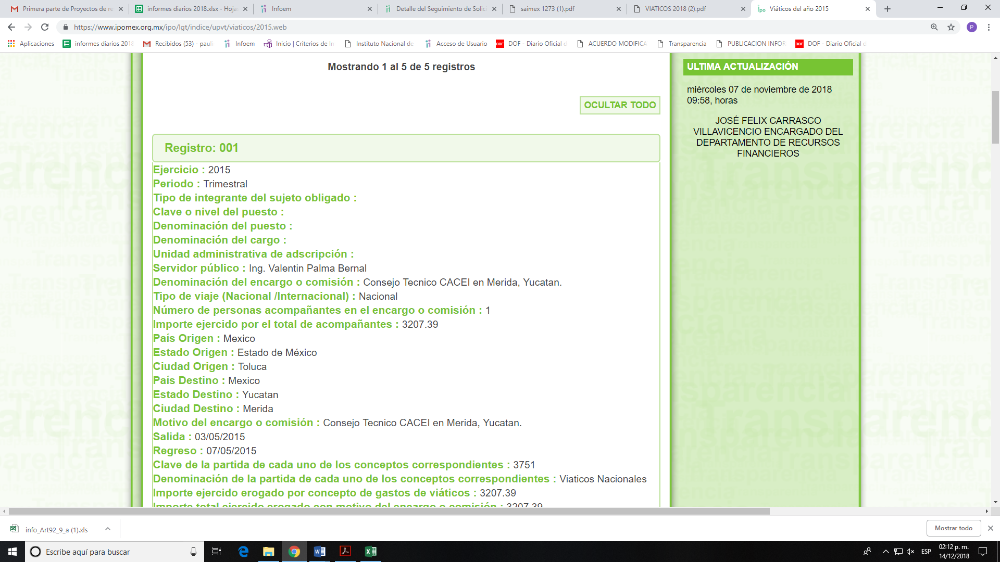 Primera parte de Proyectos de re
informes diarios 2018.xlsx - Hoja
Infoem
Detalle del Seguimiento de Solici
saimex 1273 (1).pdf
VIATICOS 2018 (2).pdf
Viáticos del año 2015
https://www.ipomex.org.mx/ipo/lgt/indice/upvt/viaticos/2015.web
P
Aplicaciones
informes diarios 2018
Recibidos (53) - pauli
Infoem
Inicio | Criterios de In
Instituto Nacional de
Acceso de Usuario
DOF - Diario Oficial d
ACUERDO MODIFICA
Transparencia
PUBLICACION INFOR
DOF - Diario Oficial d
Mostrando 1 al 5 de 5 registros
OCULTAR TODO
Registro: 001
Ejercicio : 2015
Periodo : Trimestral
Tipo de integrante del sujeto obligado :
Clave o nivel del puesto :
Denominación del puesto :
Denominación del cargo :
Unidad administrativa de adscripción :
Servidor público : Ing. Valentin Palma Bernal
Denominación del encargo o comisión : Consejo Tecnico CACEI en Merida, Yucatan.
Tipo de viaje (Nacional /Internacional) : Nacional
Número de personas acompañantes en el encargo o comisión : 1
Importe ejercido por el total de acompañantes : 3207.39
País Origen : Mexico
Estado Origen : Estado de México
Ciudad Origen : Toluca
País Destino : Mexico
Estado Destino : Yucatan
Ciudad Destino : Merida
Motivo del encargo o comisión : Consejo Tecnico CACEI en Merida, Yucatan.
Salida : 03/05/2015
Regreso : 07/05/2015
Clave de la partida de cada uno de los conceptos correspondientes : 3751
Denominación de la partida de cada uno de los conceptos correspondientes : Viaticos Nacionales
Importe ejercido erogado por concepto de gastos de viáticos : 3207.39
Importe total ejercido erogado con motivo del encargo o comisión : 3207.39
ULTIMA ACTUALIZACIÓN
miércoles 07 de noviembre de 2018
09:58, horas
JOSÉ FELIX CARRASCO
VILLAVICENCIO ENCARGADO DEL
DEPARTAMENTO DE RECURSOS
FINANCIEROS
info_Art92_9_a (1).xls
Mostrar todo
Escribe aquí para buscar
ESP
02:12 p. m.
14/12/2018